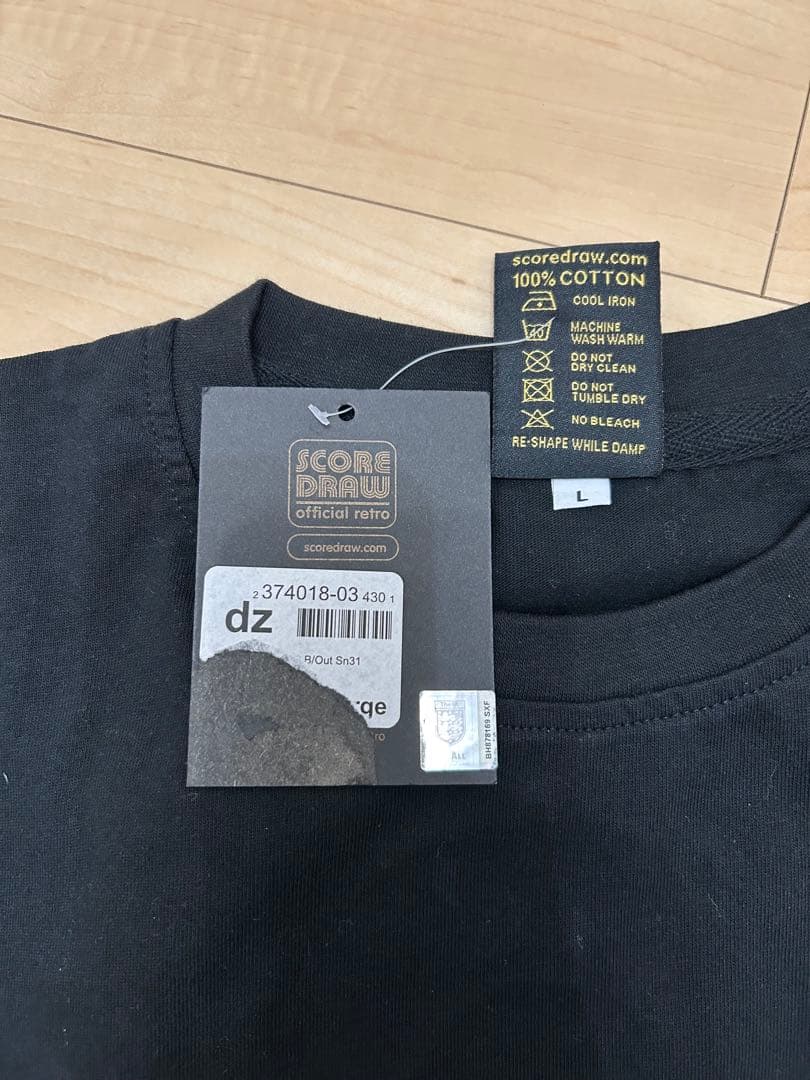 scoredraw.com
100% COTTON
COOL IRON
40
MACHINE
WASH WARM
DO NOT
DRY CLEAN
DO NOT
TUMBLE DRY
NO BLEACH
RE-SHAPE WHILE DAMP
L
SCORE
DRAW
official retro
scoredraw.com
2 374018-03 430 1
dz
B/Out Sn31
rge
ro
ALL
BH878169 SXF